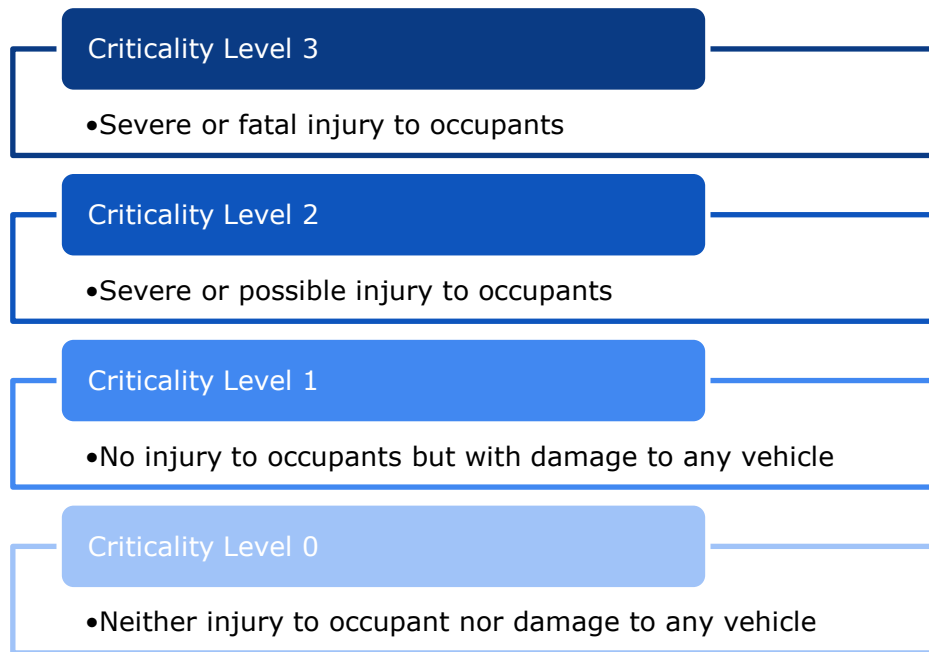 Criticality Level 3
•Severe or fatal injury to occupants
Criticality Level 2
•Severe or possible injury to occupants
Criticality Level 1
•No injury to occupants but with damage to any vehicle
Criticality Level 0
•Neither injury to occupant nor damage to any vehicle